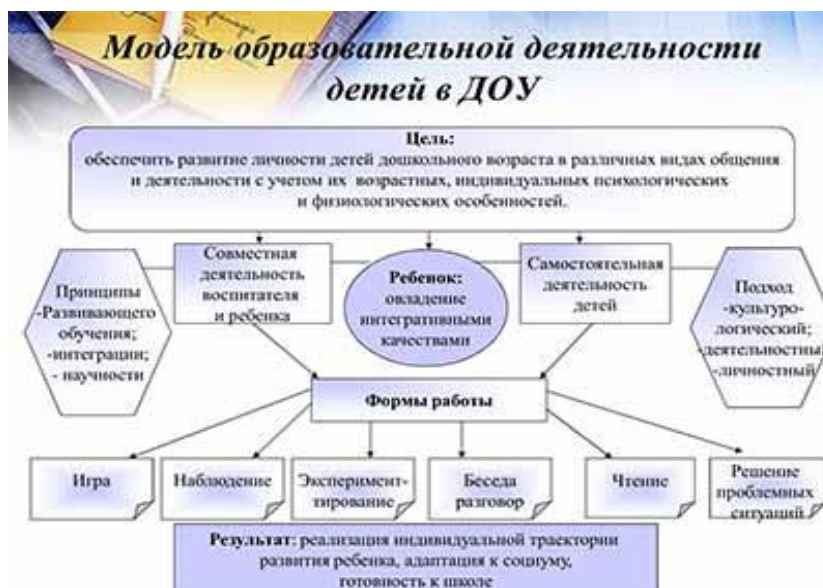 Модель образовательной деятельности
детей в ДОУ
Цель:
обеспечить развитие личности детей дошкольного возраста в различных видах общения
и деятельности с учетом их возрастных, индивидуальных психологических
и физиологических особенностей.
Принципы
-Развивающего
обучения;
-интеграции;
- научности
Совместная
деятельность
воспитателя
и ребенка
Ребенок:
овладение
интегративными
качествами
Самостоятельная
деятельность
детей
Подход
-культуро-
логический;
-деятельностны
-личностный
Формы работы
Игра
Наблюдение
Эксперимент-
тирование
Беседа
разговор
Чтение
Решение
проблемных
ситуаций
Результат: реализация индивидуальной траектории
развития ребенка, адаптация к социуму,
готовность к школе